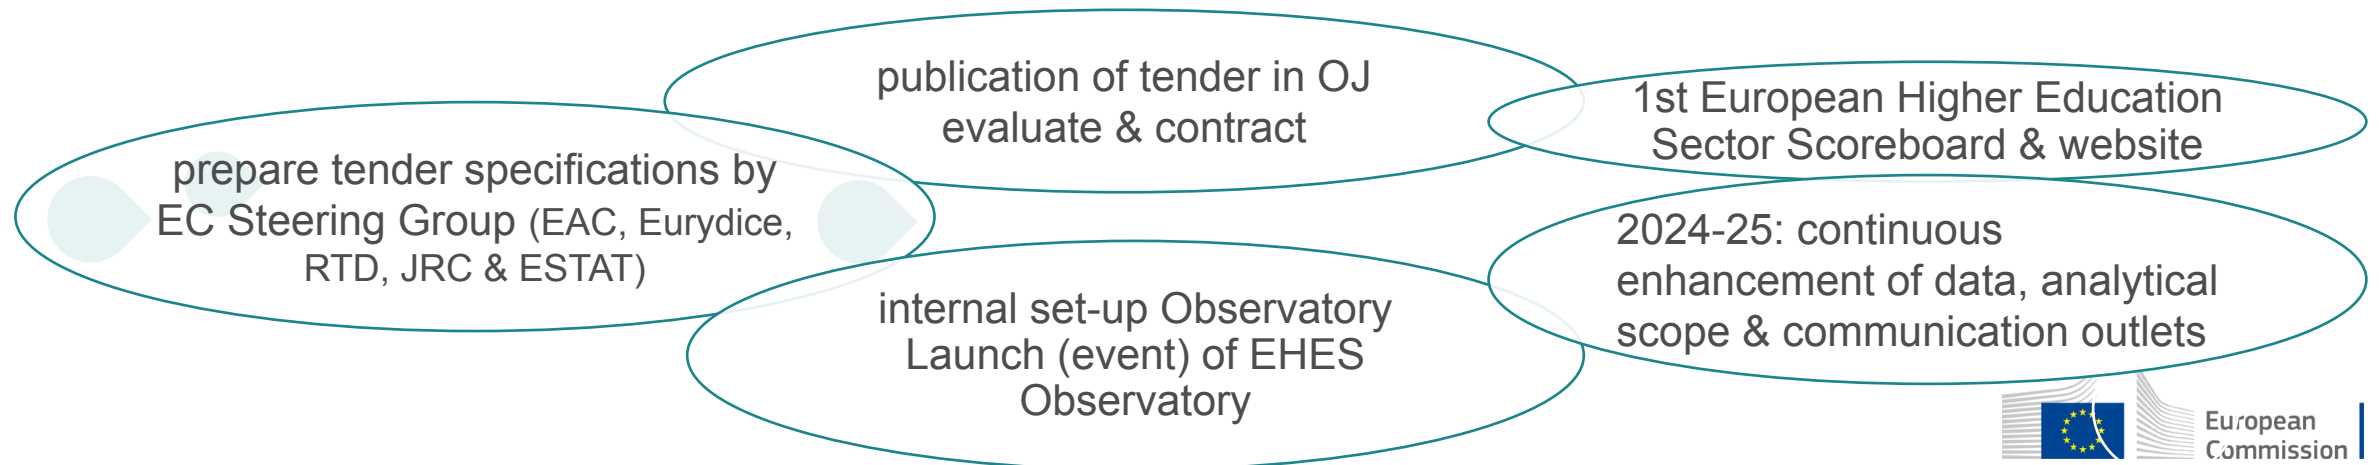 prepare tender specifications by
EC Steering Group (EAC, Eurydice,
RTD, JRC & ESTAT)
publication of tender in OJ
evaluate & contract
internal set-up Observatory
Launch (event) of EHES
Observatory
1st European Higher Education
Sector Scoreboard & website
2024-25: continuous
enhancement of data, analytical
scope & communication outlets
European
Commission